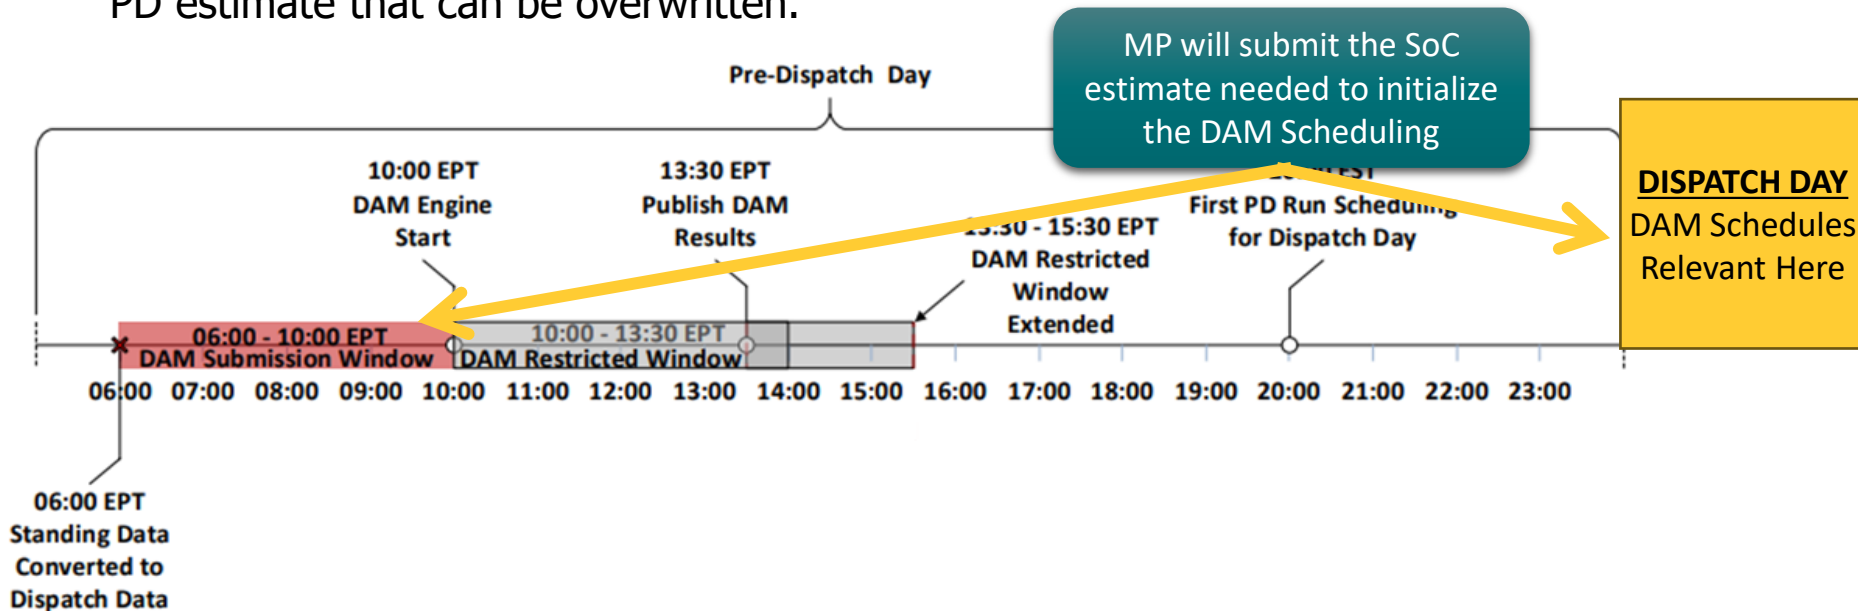 PD estimate that can be overwritten.
MP will submit the SoC
estimate needed to initialize
the DAM Scheduling
Pre-Dispatch Day
DISPATCH DAY
DAM Schedules
Relevant Here
10:00 EPT
DAM Engine
Start
13:30 EPT
Publish DAM
Results
13:30 - 15:30 EPT
DAM Restricted
Window
Extended
EST
First PD Run Scheduling
for Dispatch Day
06:00 - 10:00 EPT
DAM Submission Window
10:00 - 13:30 EPT
DAM Restricted Window
06:00 07:00 08:00 09:00 10:00 11:00 12:00 13:00 14:00 15:00 16:00 17:00 18:00 19:00 20:00 21:00 22:00 23:00
06:00 EPT
Standing Data
Converted to
Dispatch Data